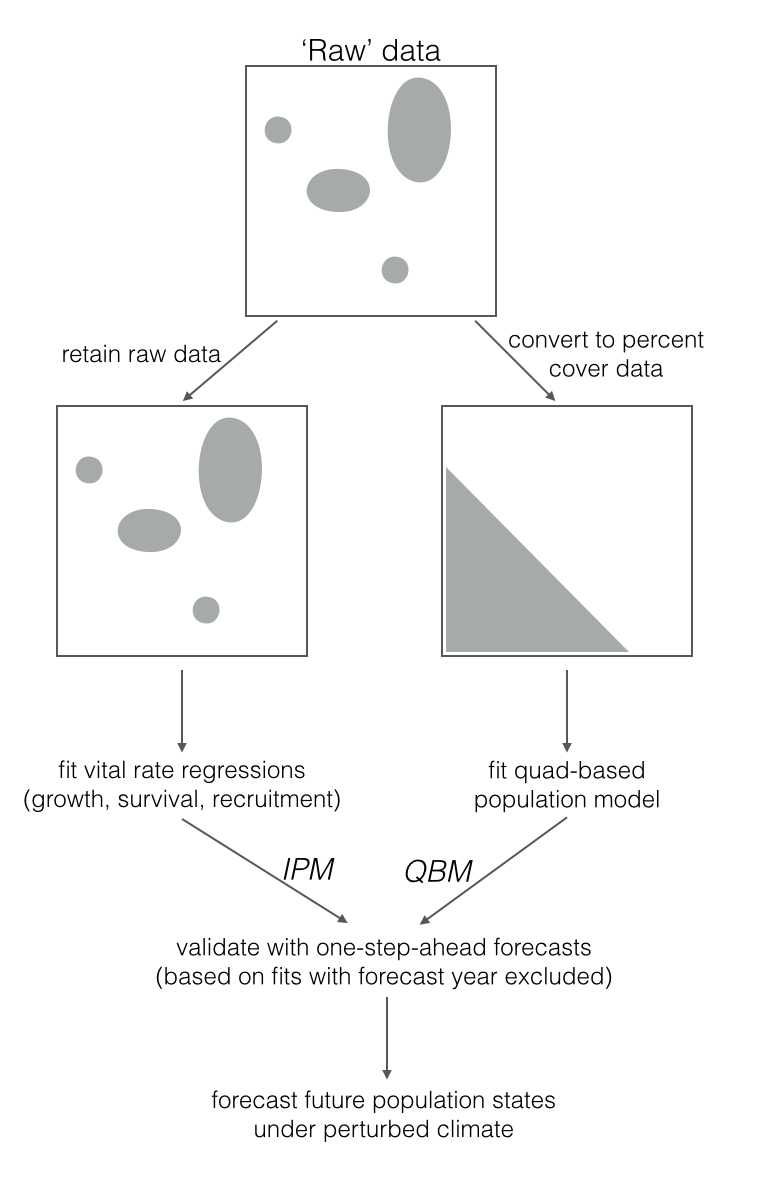 ‘Raw’ data
retain raw data
convert to percent
cover data
fit vital rate regressions
(growth, survival, recruitment)
fit quad-based
population model
IPM
QBM
validate with one-step-ahead forecasts
(based on fits with forecast year excluded)
forecast future population states
under perturbed climate